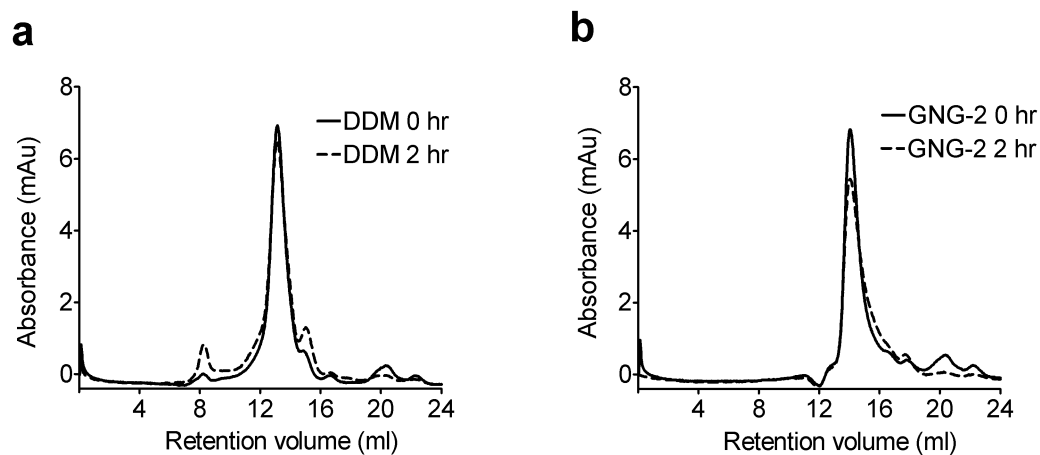 a
8
6
4
2
0
Absorbance (mAu)
DDM 0 hr
DDM 2 hr
4 8 12 16 20 24
Retention volume (ml)
b
8
6
4
2
0
Absorbance (mAu)
GNG-2 0 hr
GNG-2 2 hr
4 8 12 16 20 24
Retention volume (ml)